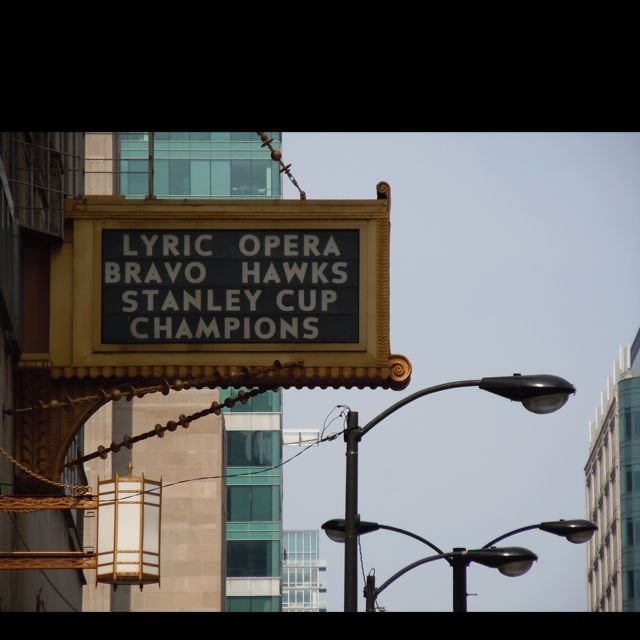 LYRIC OPERA
BRAVO HAWKS
STANLEY CUP
CHAMPIONS